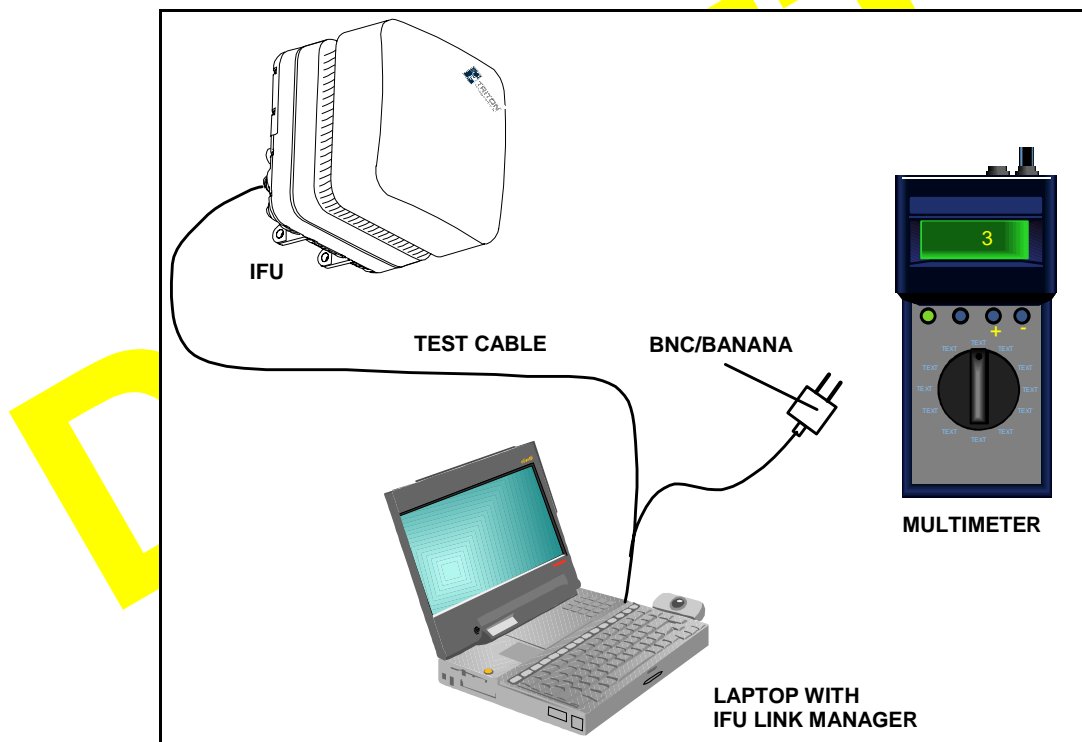 TRITON
IFU
TEST CABLE
BNC/BANANA
3
+ -
TEXT
TEXT
TEXT
TEXT
TEXT
TEXT
TEXT
TEXT
TEXT
TEXT
TEXT
TEXT
MULTIMETER
LAPTOP WITH
IFU LINK MANAGER
D